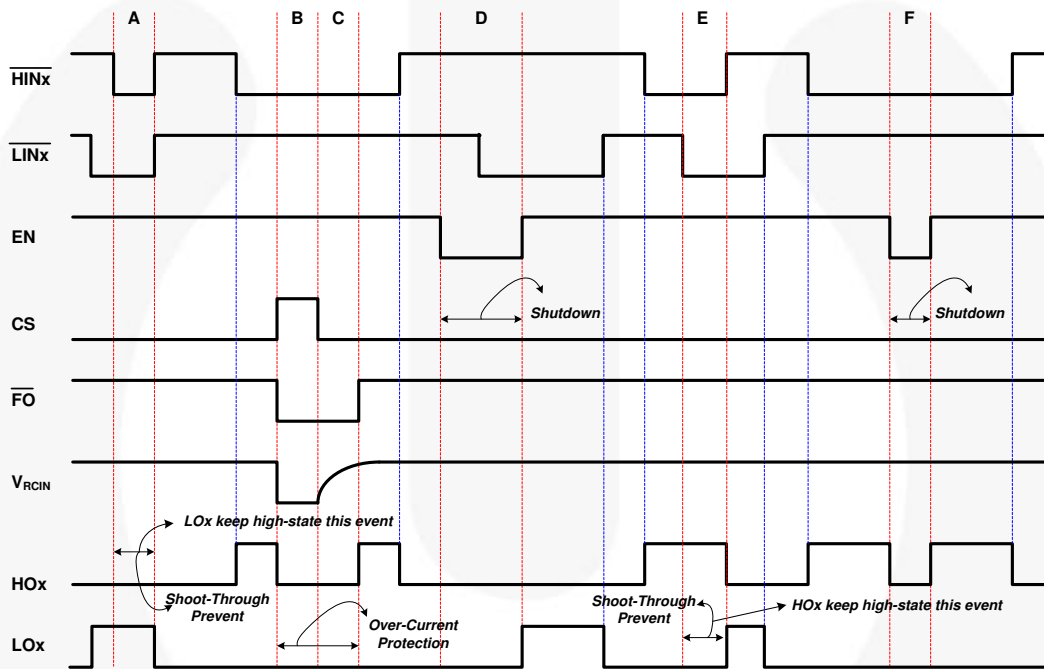 A B C D E F
HINx
LINx
EN
Shutdown Shutdown
CS
FO
VRCIN
LOx keep high-state this event
HOx
Shoot-Through
Prevent
Shoot-Through
Prevent
HOx keep high-state this event
Over-Current
Protection
LOx